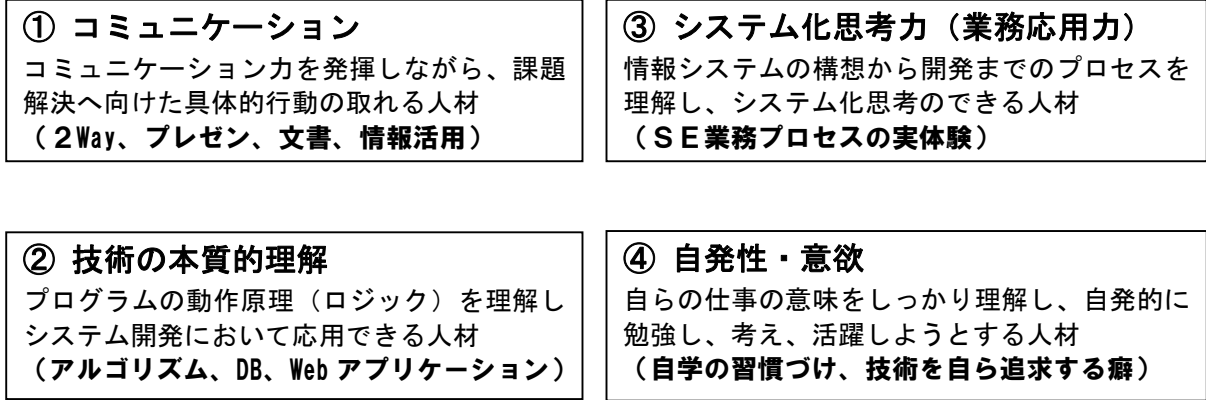 ① コミュニケーション
コミュニケーション力を発揮しながら、課題
解決へ向けた具体的行動の取れる人材
(２Way、プレゼン、文書、情報活用)
② 技術の本質的理解
プログラムの動作原理（ロジック）を理解し
システム開発において応用できる人材
(アルゴリズム、DB、Web アプリケーション)
③ システム化思考力（業務応用力）
情報システムの構想から開発までのプロセスを
理解し、システム化思考のできる人材
(ＳＥ業務プロセスの実体験)
④ 自発性・意欲
自らの仕事の意味をしっかり理解し、自発的に
勉強し、考え、活躍しようとする人材
(自学の習慣づけ、技術を自ら追求する癖)